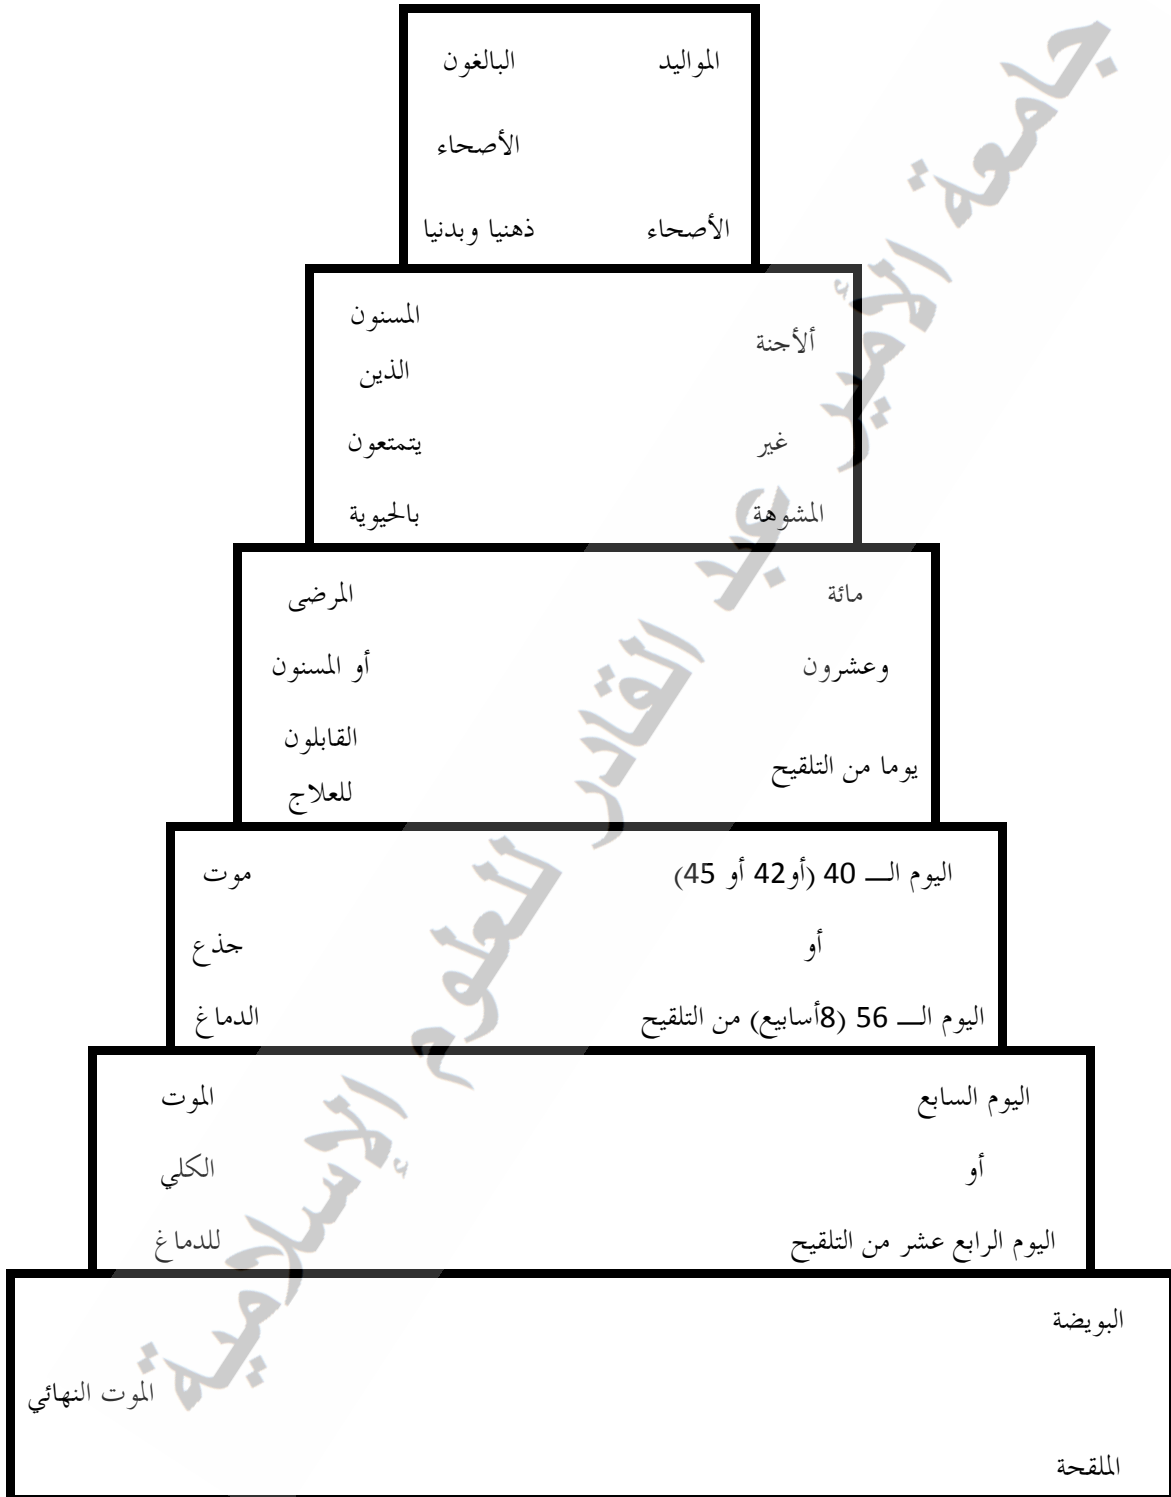 المواليد البالغون
الأصحاء
الأصحاء ذهنيا وبدنيا
المسنون
ألأجنة
الذين
غير يتمتعون
المشوهة بالحيوية
مائة المرضى
وعشرون أو المسنون
القابلون
يوما من التلقيح
للعلاج
اليوم الــ 40 (أو42 أو 45) موت
أو جذع
اليوم الــ 56 (8أسابيع) من التلقيح الدماغ
اليوم السابع الموت
أو الكلي
اليوم الرابع عشر من التلقيح للدماغ
البويضة
الموت النهائي
الملقحة
جامعة الأمير عبد القادر للعلوم الإسلامية